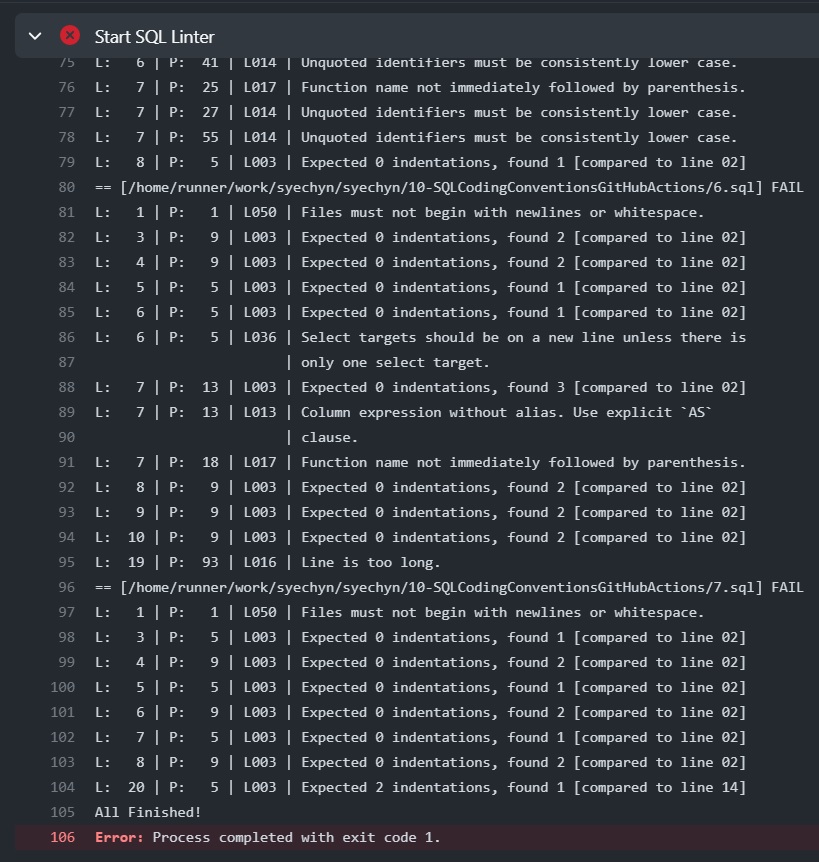 Start SQL Linter
75 L: 6 | P: 41 | L014 | Unquoted identifiers must be consistently lower case.
76 L: 7 | P: 25 | L017 | Function name not immediately followed by parenthesis.
77 L: 7 | P: 27 | L014 | Unquoted identifiers must be consistently lower case.
78 L: 7 | P: 55 | L014 | Unquoted identifiers must be consistently lower case.
79 L: 8 | P: 5 | L003 | Expected 0 indentations, found 1 [compared to line 02]
80 == [/home/runner/work/syechyn/syechyn/10-SQLCodingConventionsGitHubActions/6.sql] FAIL
81 L: 1 | P: 1 | L050 | Files must not begin with newlines or whitespace.
82 L: 3 | P: 9 | L003 | Expected 0 indentations, found 2 [compared to line 02]
83 L: 4 | P: 9 | L003 | Expected 0 indentations, found 2 [compared to line 02]
84 L: 5 | P: 5 | L003 | Expected 0 indentations, found 1 [compared to line 02]
85 L: 6 | P: 5 | L003 | Expected 0 indentations, found 1 [compared to line 02]
86 L: 6 | P: 5 | L036 | Select targets should be on a new line unless there is
87 | only one select target.
88 L: 7 | P: 13 | L003 | Expected 0 indentations, found 3 [compared to line 02]
89 L: 7 | P: 13 | L013 | Column expression without alias. Use explicit `AS`
90 | clause.
91 L: 7 | P: 18 | L017 | Function name not immediately followed by parenthesis.
92 L: 8 | P: 9 | L003 | Expected 0 indentations, found 2 [compared to line 02]
93 L: 9 | P: 9 | L003 | Expected 0 indentations, found 2 [compared to line 02]
94 L: 10 | P: 9 | L003 | Expected 0 indentations, found 2 [compared to line 02]
95 L: 19 | P: 93 | L016 | Line is too long.
96 == [/home/runner/work/syechyn/syechyn/10-SQLCodingConventionsGitHubActions/7.sql] FAIL
97 L: 1 | P: 1 | L050 | Files must not begin with newlines or whitespace.
98 L: 3 | P: 5 | L003 | Expected 0 indentations, found 1 [compared to line 02]
99 L: 4 | P: 9 | L003 | Expected 0 indentations, found 2 [compared to line 02]
100 L: 5 | P: 5 | L003 | Expected 0 indentations, found 1 [compared to line 02]
101 L: 6 | P: 9 | L003 | Expected 0 indentations, found 2 [compared to line 02]
102 L: 7 | P: 5 | L003 | Expected 0 indentations, found 1 [compared to line 02]
103 L: 8 | P: 9 | L003 | Expected 0 indentations, found 2 [compared to line 02]
104 L: 20 | P: 5 | L003 | Expected 2 indentations, found 1 [compared to line 14]
105 All Finished!
106 Error: Process completed with exit code 1.